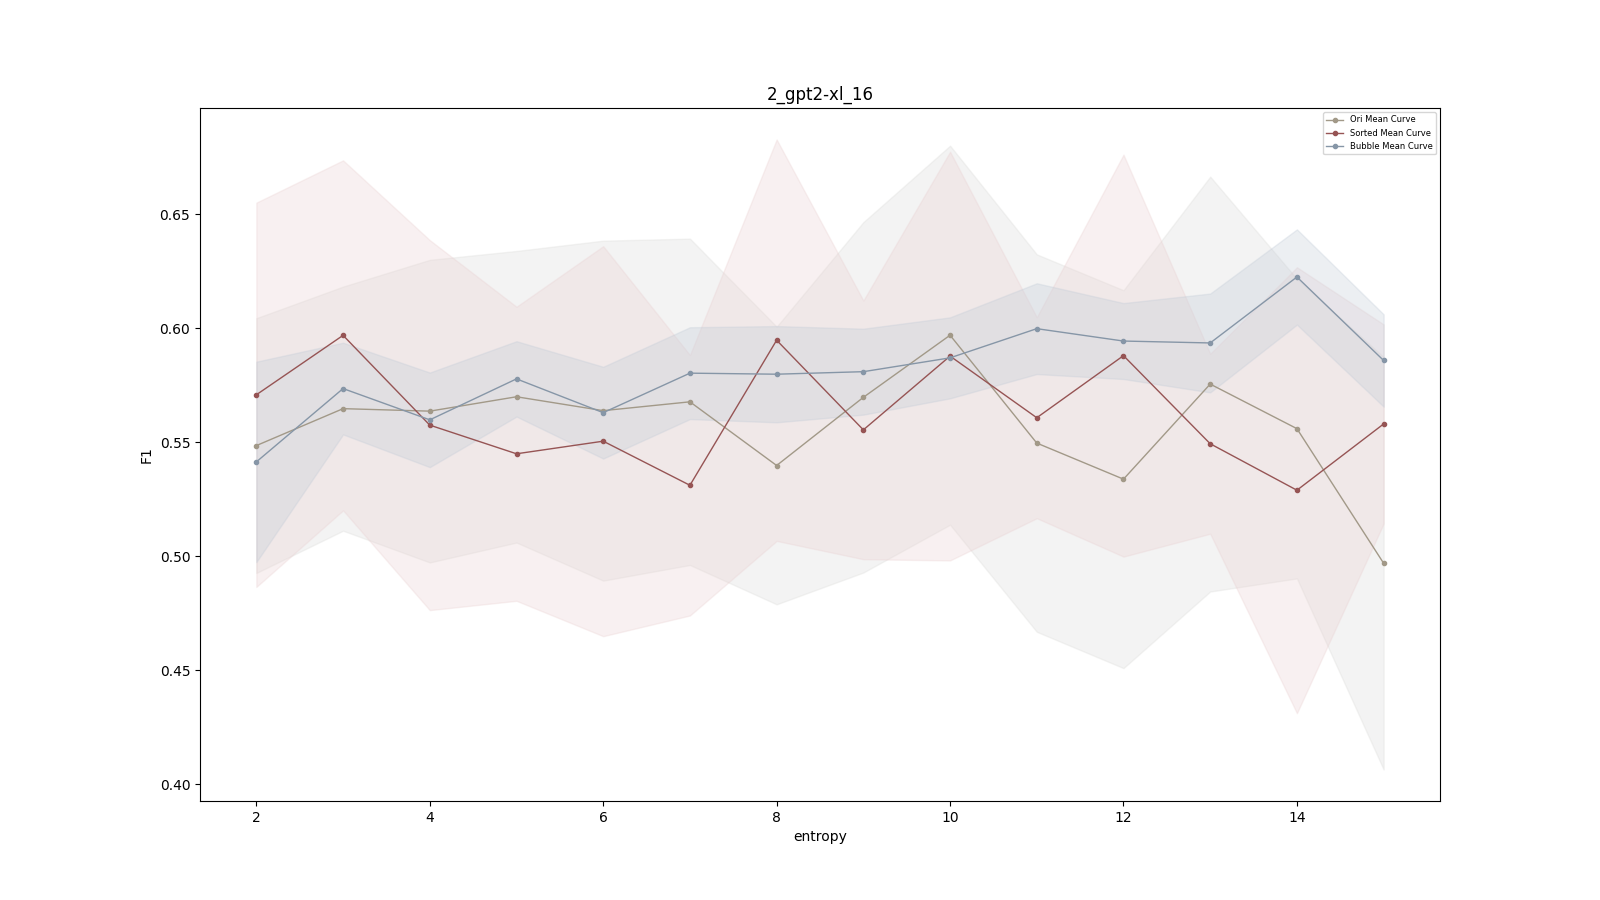 2_gpt2-xl_16
Ori Mean Curve
Sorted Mean Curve
Bubble Mean Curve
0.65
0.60
0.55
0.50
0.45
0.40
F1
2 4 6 8 10 12 14
entropy